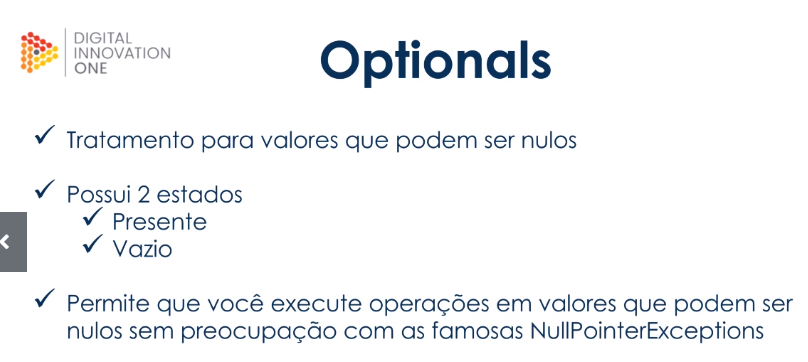 DIGITAL
INNOVATION
ONE
Optionals
Tratamento para valores que podem ser nulos
Possui 2 estados
Presente
Vazio
Permite que você execute operações em valores que podem ser
nulos sem preocupação com as famosas NullPointerExceptions